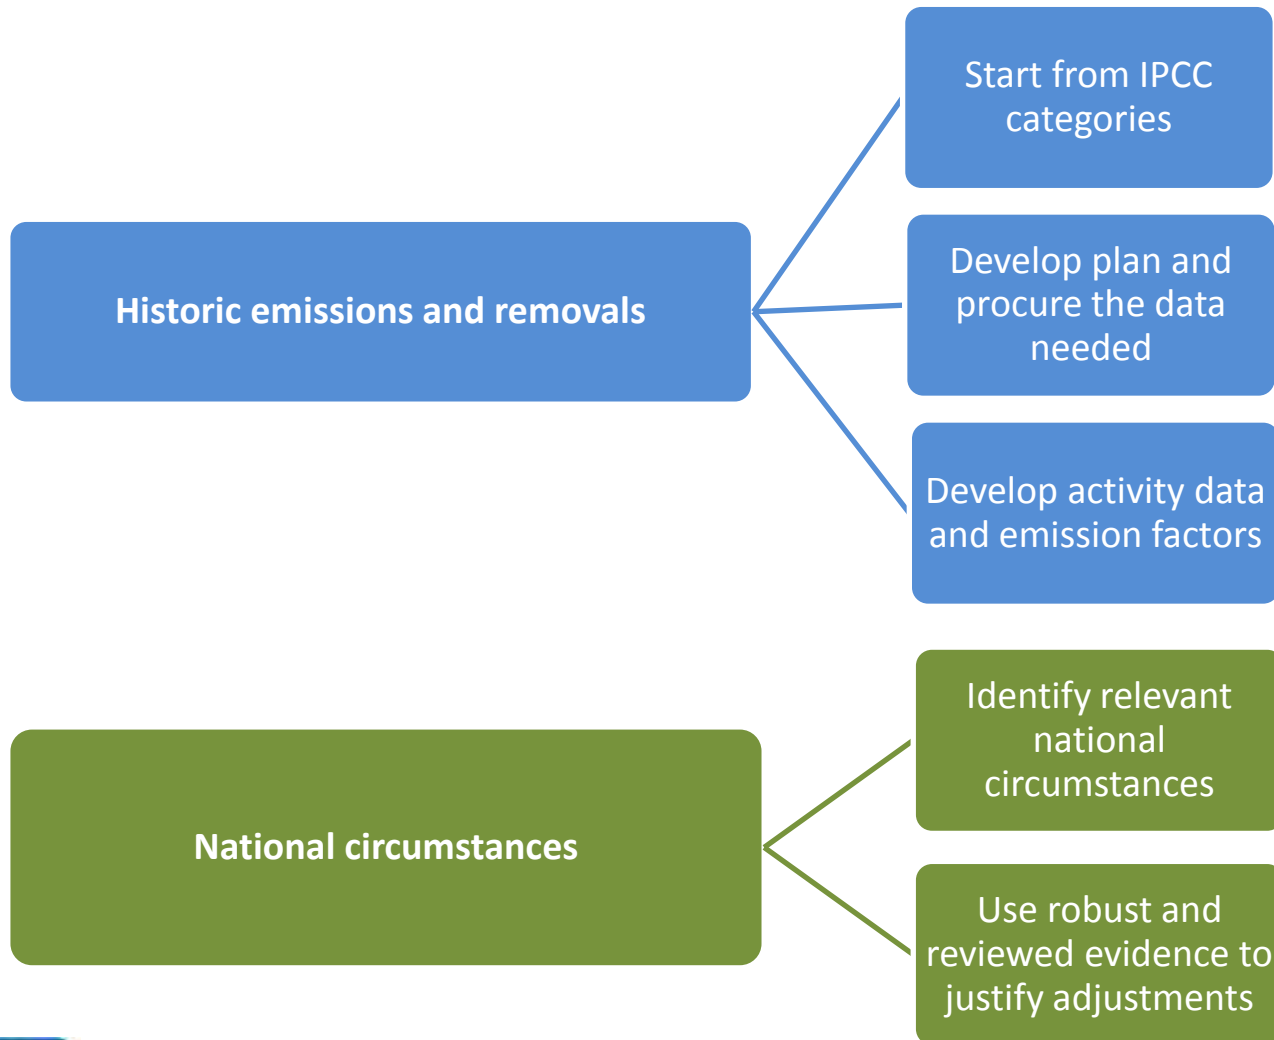 Start from IPCC
categories
Historic emissions and removals
Develop plan and
procure the data
needed
Develop activity data
and emission factors
Identify relevant
national
circumstances
National circumstances
Use robust and
reviewed evidence to
justify adjustments